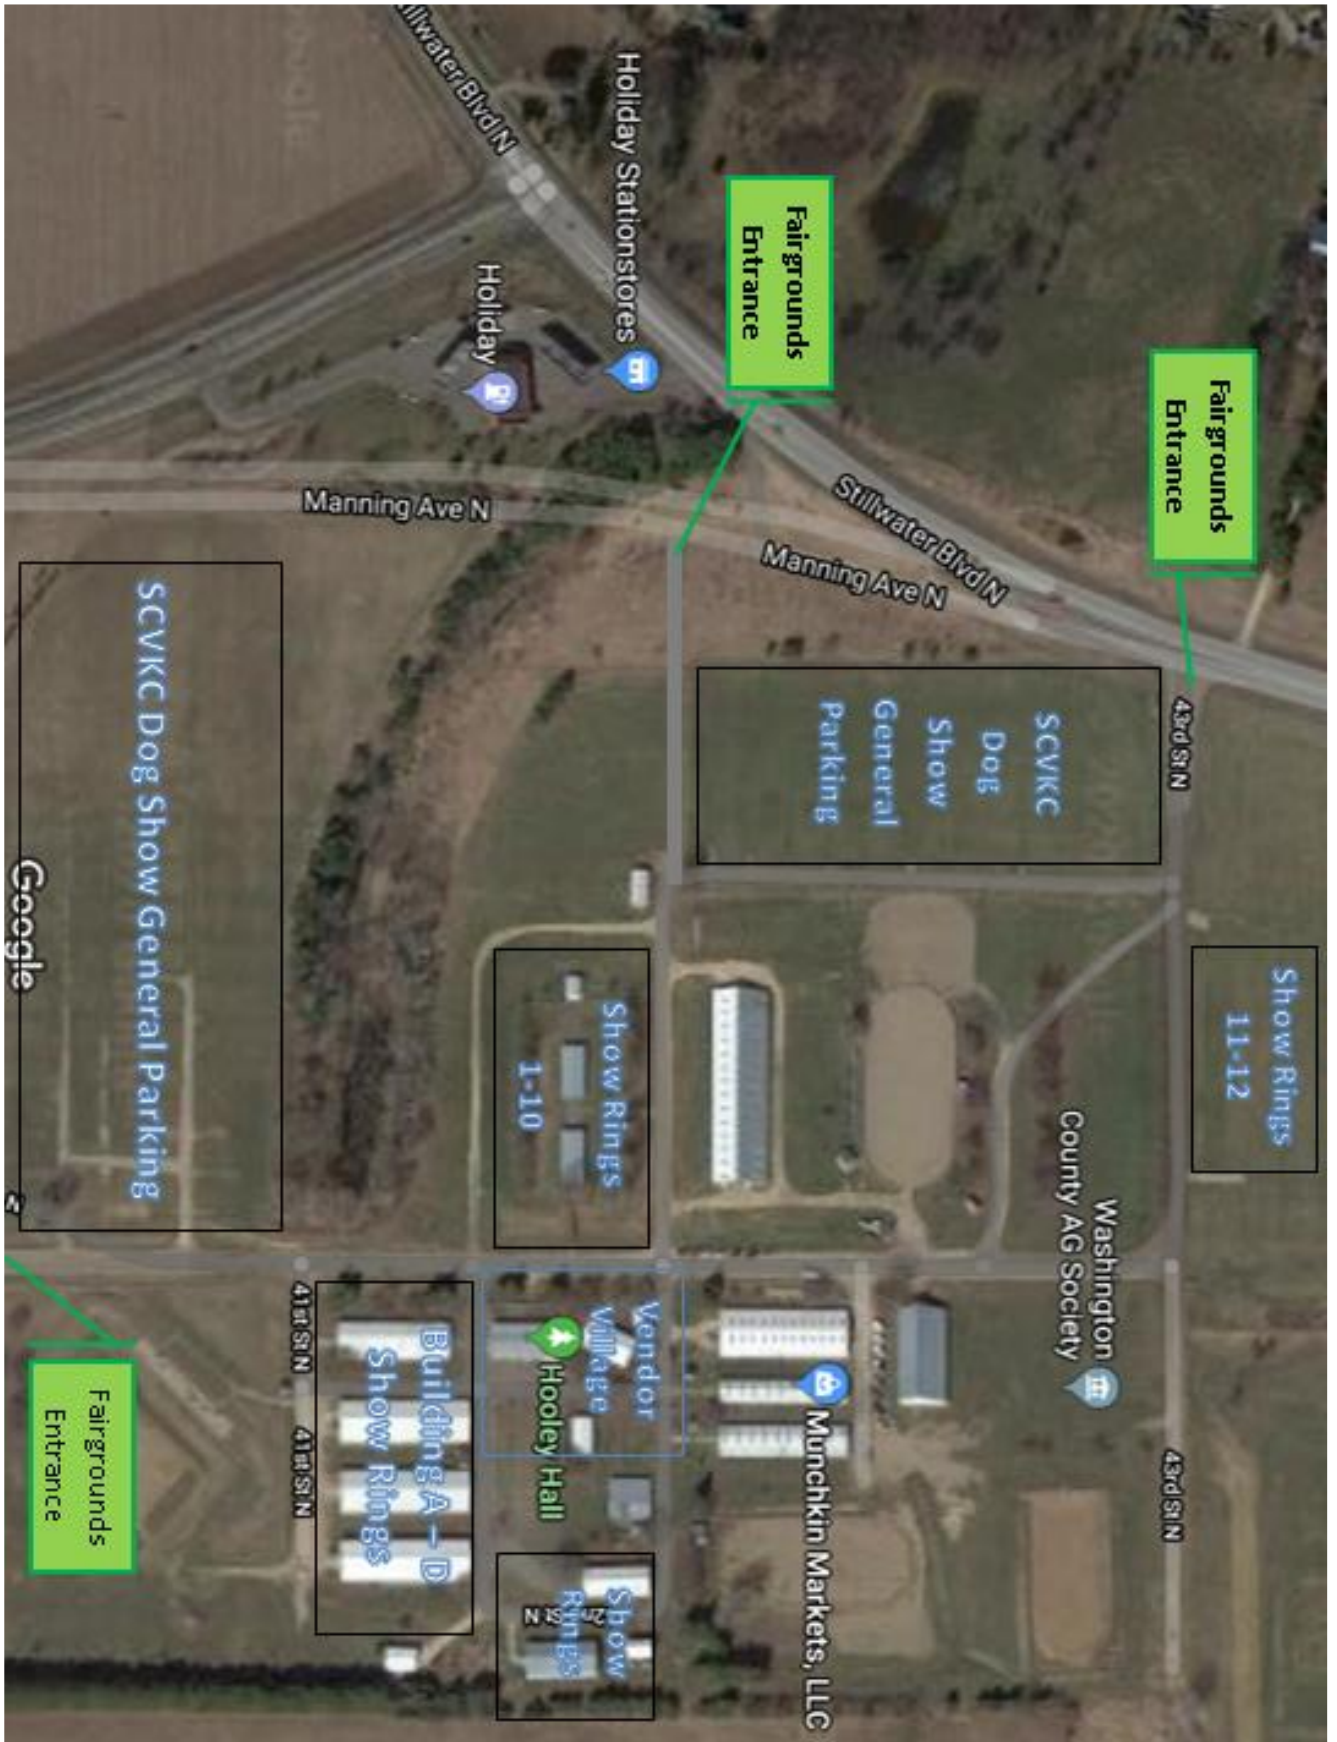 Show Rings
11-12
Fairgrounds
Entrance
43rd St N
43rd St N
Washington
County AG Society
SCVKC
Dog
Show
General
Parking
Stillwater Blvd N
Manning Ave N
Munchkin Markets, LLC
Fairgrounds
Entrance
Holiday Stationstores
Show Rings
1-10
Vendor
Village
Hooley Hall
Show
Rings
St N
Holiday
illwater Blvd N
Manning Ave N
Building A – D
Show Rings
41st St N
41st St N
SCVKC Dog Show General Parking
Fairgrounds
Entrance
Google